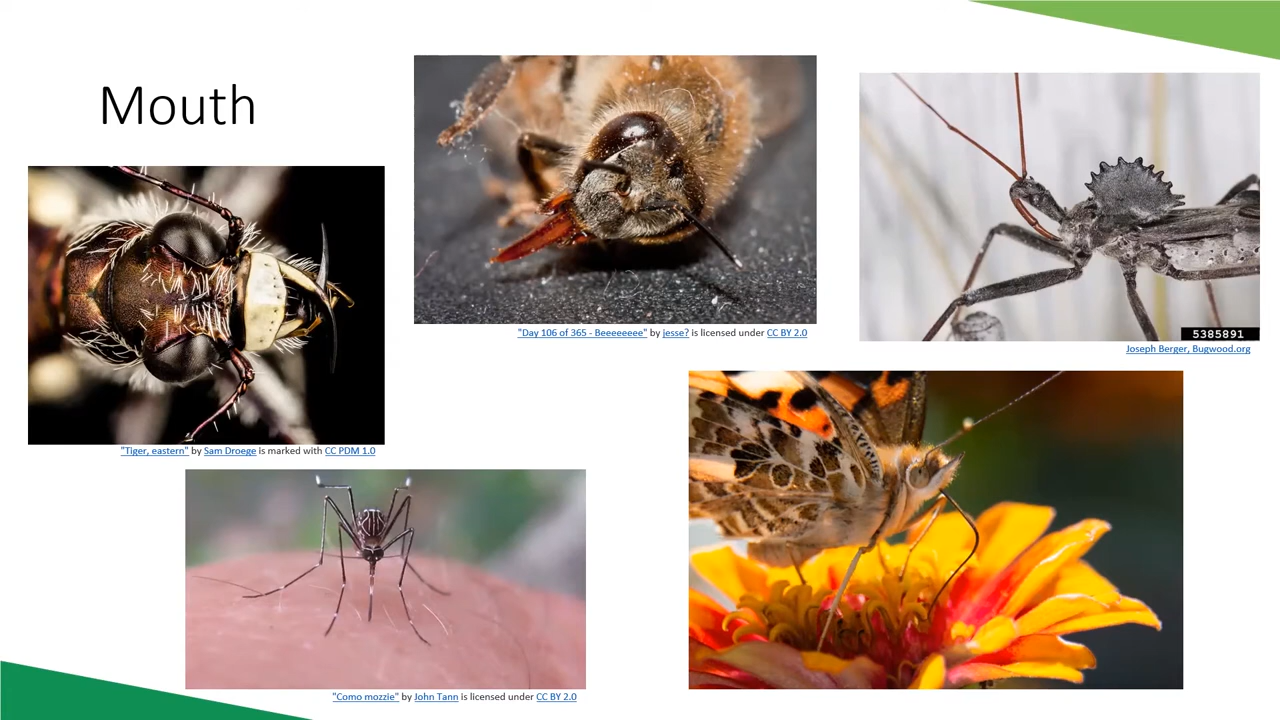 Mouth
"Day 106 of 365 - Beeeeeeee" by jesse? is licensed under CC BY 2.0
5385891
Joseph Berger, Bugwood.org
"Tiger, eastern" by Sam Droege is marked with CC PDM 1.0
"Como mozzie" by John Tann is licensed under CC BY 2.0